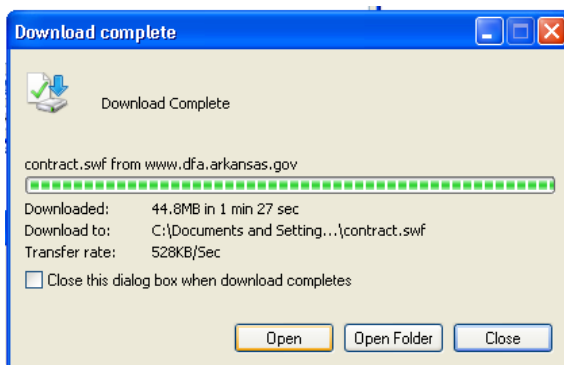 Download complete
Download Complete
contract.swf from www.dfa.arkansas.gov
Downloaded: 44.8MB in 1 min 27 sec
Download to: C:\Documents and Setting...\contract.swf
Transfer rate: 528KB/Sec
Close this dialog box when download completes
Open Open Folder Close